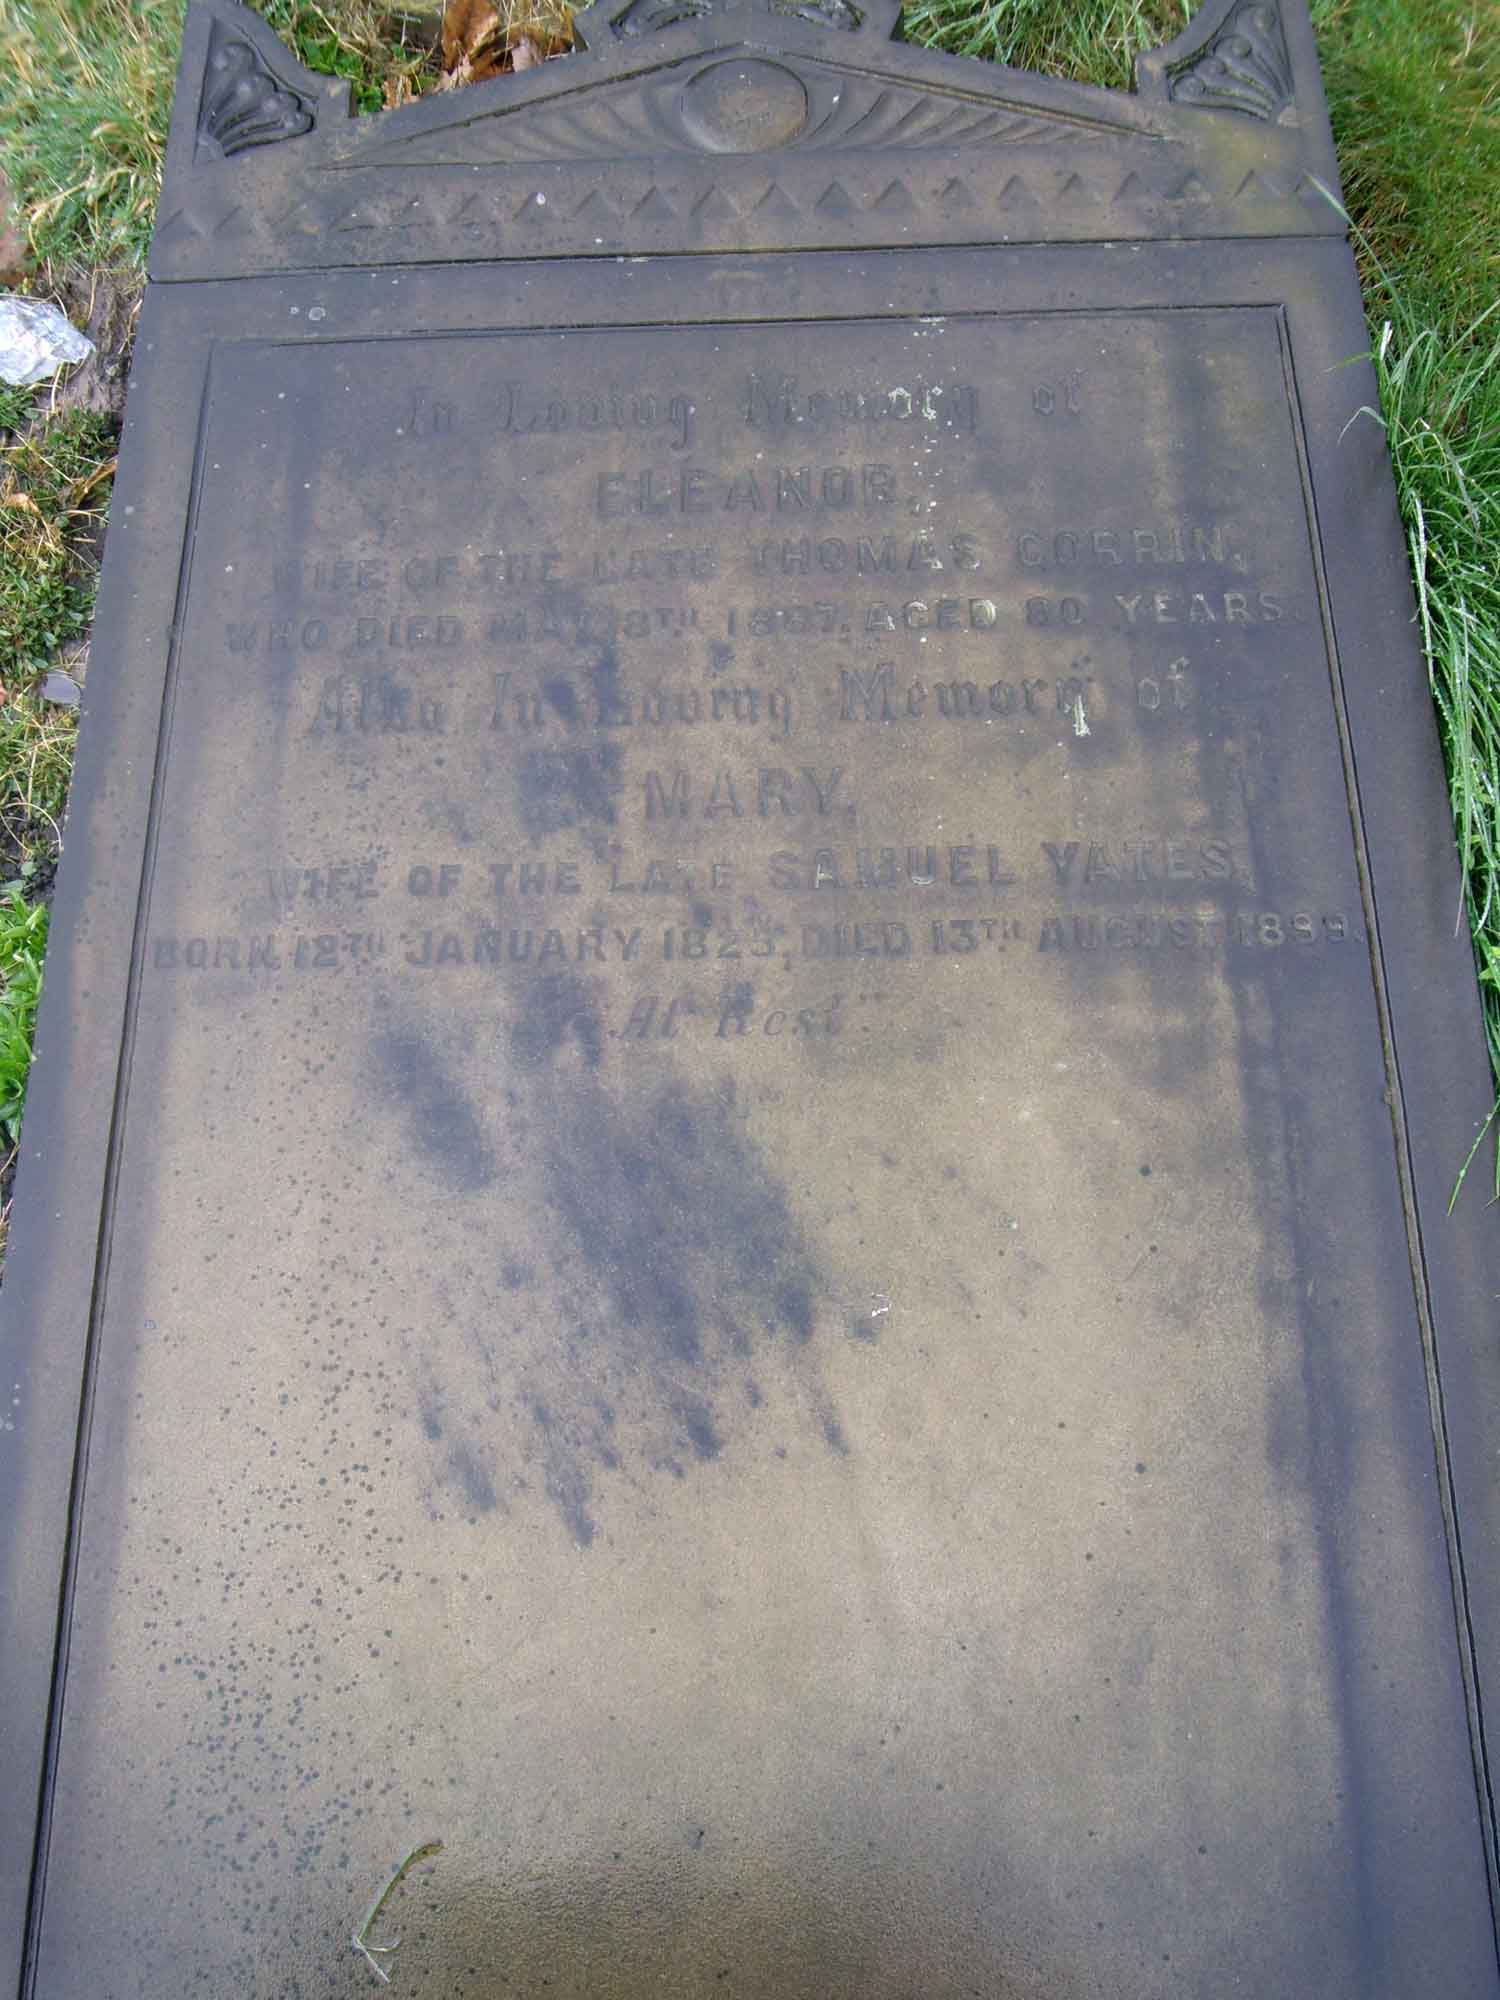 In Loving Memory of
ELEANOR,
WIFE OF THE LATE THOMAS CORRIN,
WHO DIED MAY 8TH, 1887, AGED 80 YEARS.
Also In Loving Memory of
MARY,
WIFE OF THE LATE SAMUEL YATES,
BORN 12TH JANUARY 1823, DIED 13TH AUGUST 1899.
"At Rest"